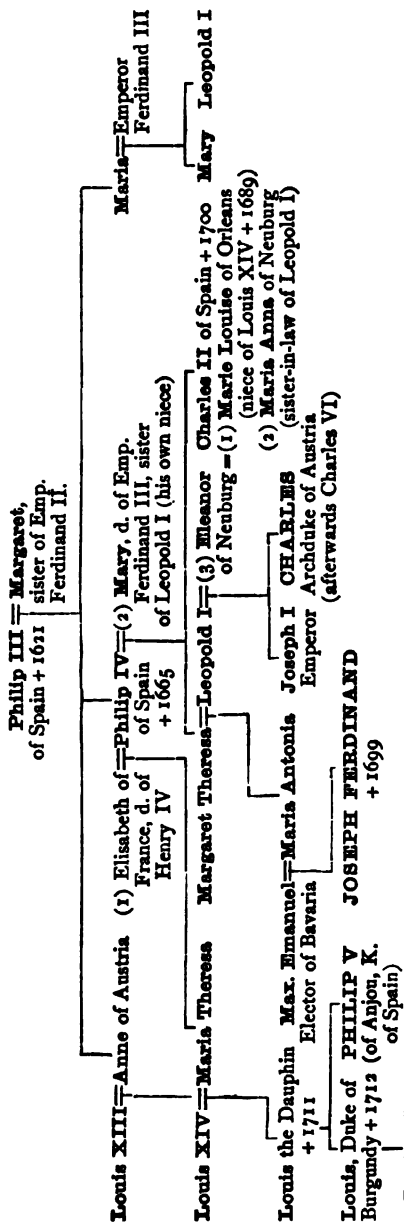 Philip III = Margaret,
of Spain + 1621 sister of Emp.
Ferdinand II.
Louis XIII = Anne of Austria (1) Elisabeth of = Philip IV = (2) Mary, d. of Emp. Maria = Emperor
France, d. of of Spain Ferdinand III, sister Ferdinand III
Henry IV + 1665 of Leopold I (his own niece)
Louis XIV = Maria Theresa Margaret Theresa = Leopold I = (3) Eleanor Charles II of Spain + 1700 Mary Leopold I
of Neuburg = (1) Marie Louise of Orleans
(niece of Louis XIV + 1689)
(2) Maria Anna of Neuburg
(sister-in-law of Leopold I)
Louis the Dauphin Max. Emanuel = Maria Antonia Joseph I CHARLES
+ 1711 Elector of Bavaria Emperor Archduke of Austria
(afterwards Charles VI)
Louis, Duke of PHILIP V JOSEPH FERDINAND
Burgundy + 1712 (of Anjou, K. + 1699
of Spain)